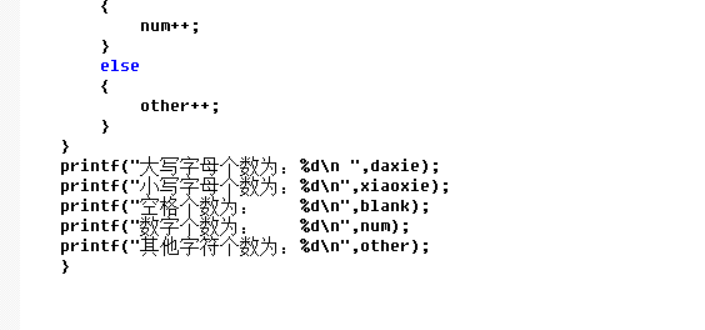 {
num++;
}
else
{
other++;
}
}
printf("大写字母个数为：%d\n ",daxie);
printf("小写字母个数为：%d\n",xiaoxie);
printf("空格个数为：    %d\n",blank);
printf("数字个数为：    %d\n",num);
printf("其他字符个数为：%d\n",other);
}